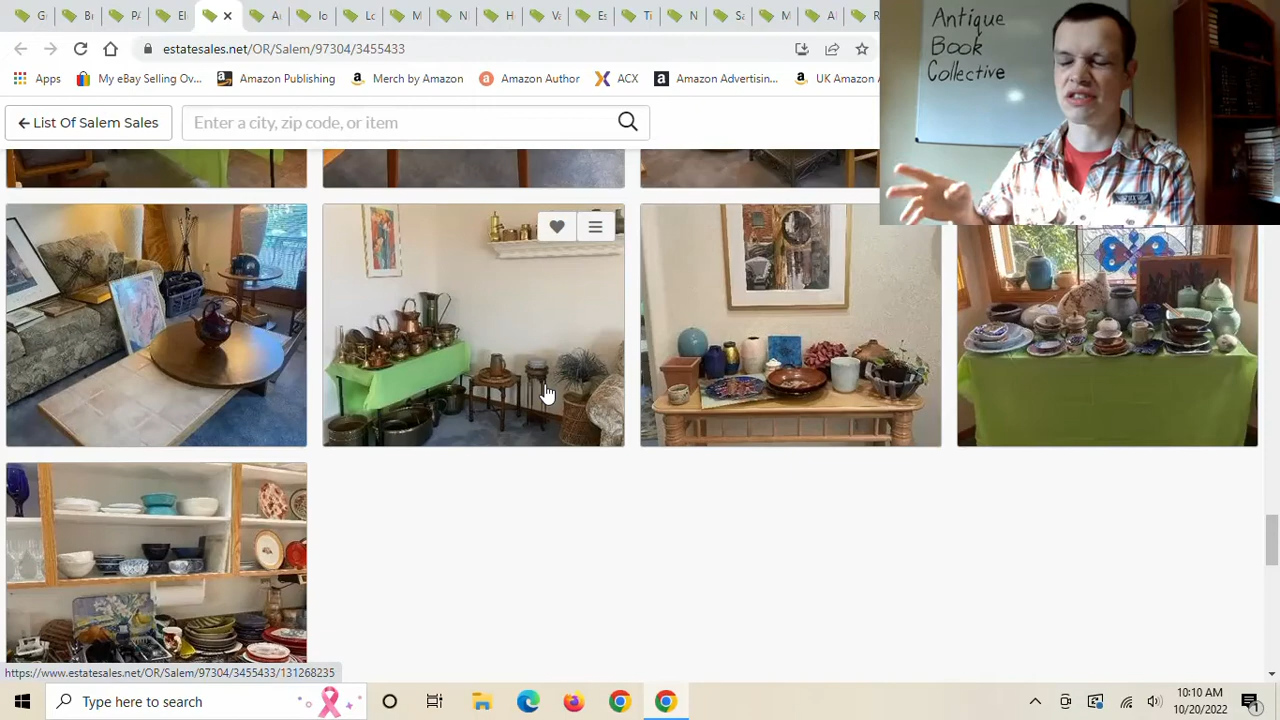 estatesales.net/OR/Salem/97304/3455433
Apps
My eBay Selling Ov...
Amazon Publishing
Merch by Amazon
Amazon Author
ACX
Amazon Advertisin...
UK Amazon A
List Of Salem Sales
Enter a city, zip code, or item
Antique
Book
Collective
https://www.estatesales.net/OR/Salem/97304/3455433/131268235
Type here to search
10:10 AM
10/20/2022